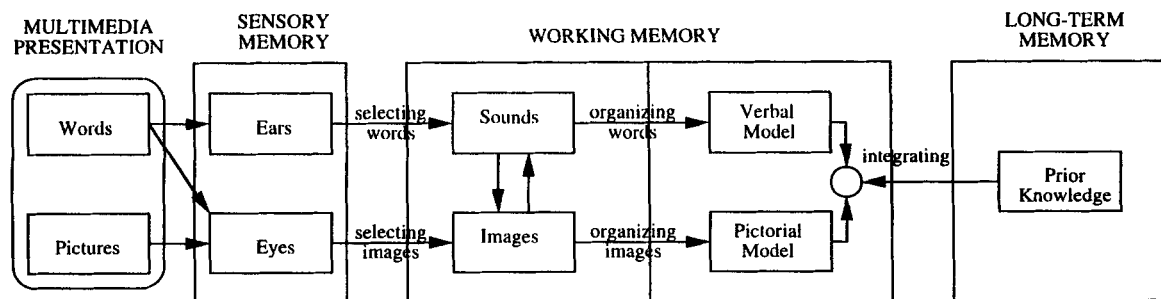 MULTIMEDIA
PRESENTATION
SENSORY
MEMORY
WORKING MEMORY
LONG-TERM
MEMORY
Words
Ears
selecting
words
Sounds
organizing
words
Verbal
Model
integrating
Prior
Knowledge
Pictures
Eyes
selecting
images
Images
organizing
images
Pictorial
Model